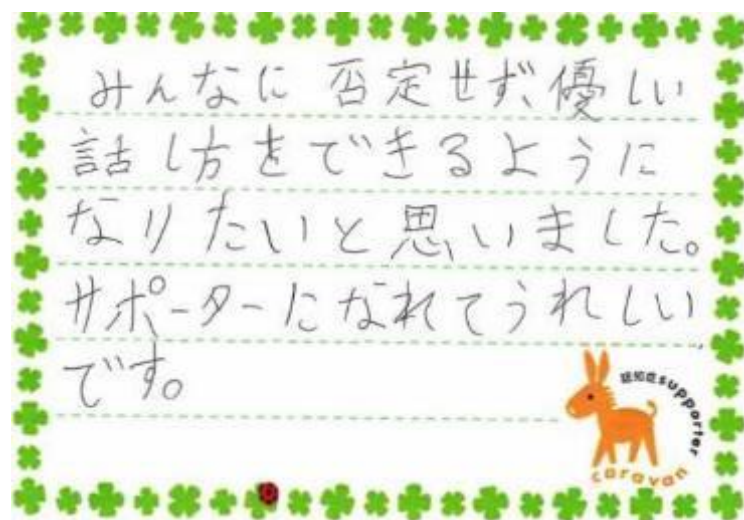 みんなに 否定せず、優しい
話し方をできるように
なりたいと思いました。
サポーターになれてうれしい
です。
認知症supporter
caravan